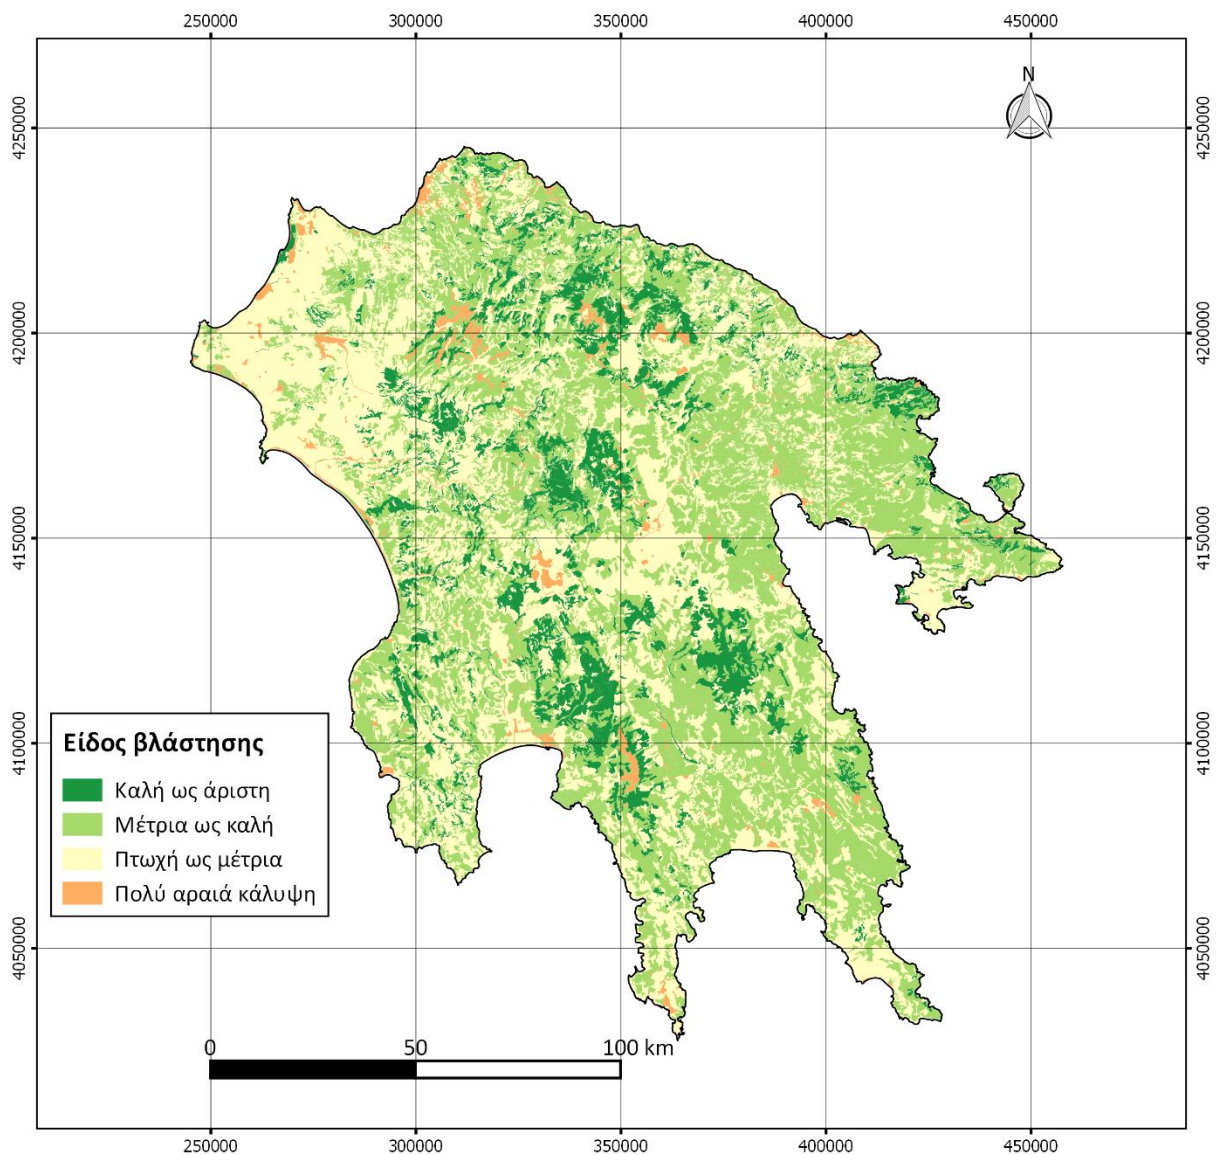 250000 300000 350000 400000 450000
N
4250000 4250000
4200000 4200000
4150000 4150000
4100000 4100000
Είδος βλάστησης
Καλή ως άριστη
Μέτρια ως καλή
Πτωχή ως μέτρια
Πολύ αραιά κάλυψη
4050000 4050000
0 50 100 km
250000 300000 350000 400000 450000